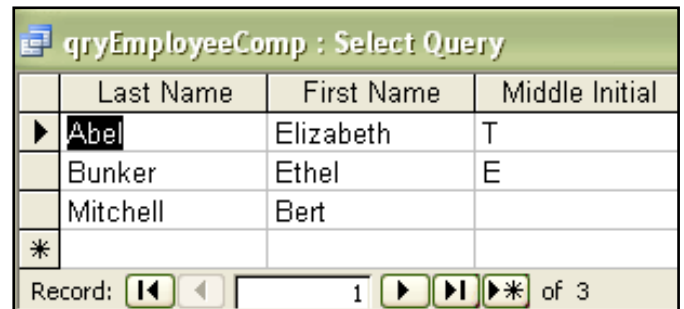 qryEmployeeComp : Select Query
Last Name First Name Middle Initial
Abel Elizabeth T
Bunker Ethel E
Mitchell Bert
Record: 1 of 3